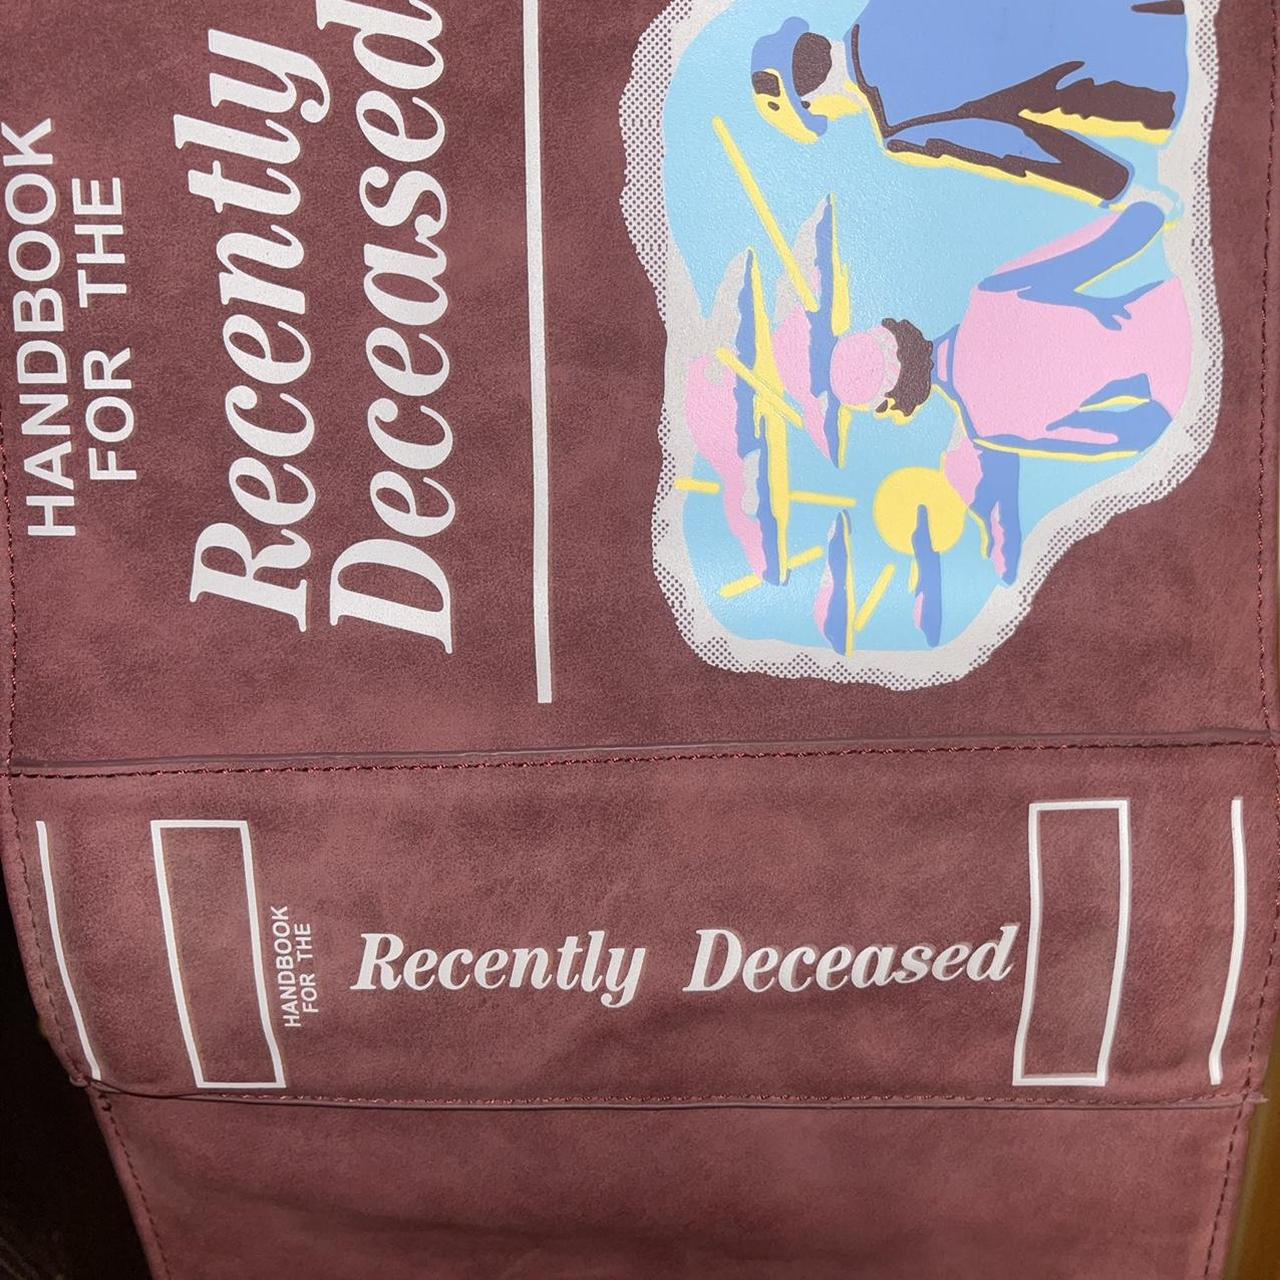 HANDBOOK
FOR THE
Recently
Deceased
HANDBOOK
FOR THE
Recently Deceased